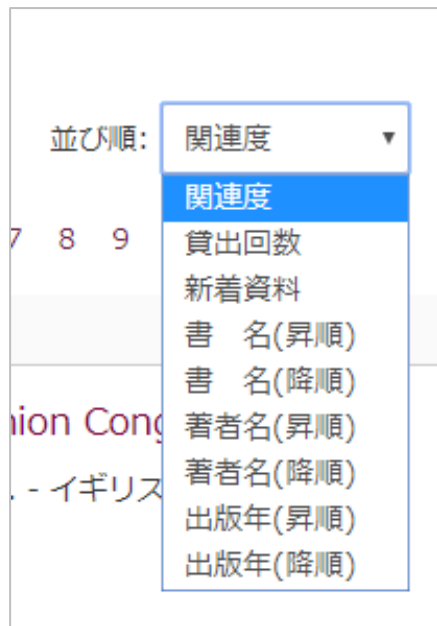 並び順: 関連度
関連度
7 8 9 貸出回数
新着資料
書　名(昇順)
書　名(降順)
nion Cong 著者名(昇順)
. - イギリス 著者名(降順)
出版年(昇順)
出版年(降順)